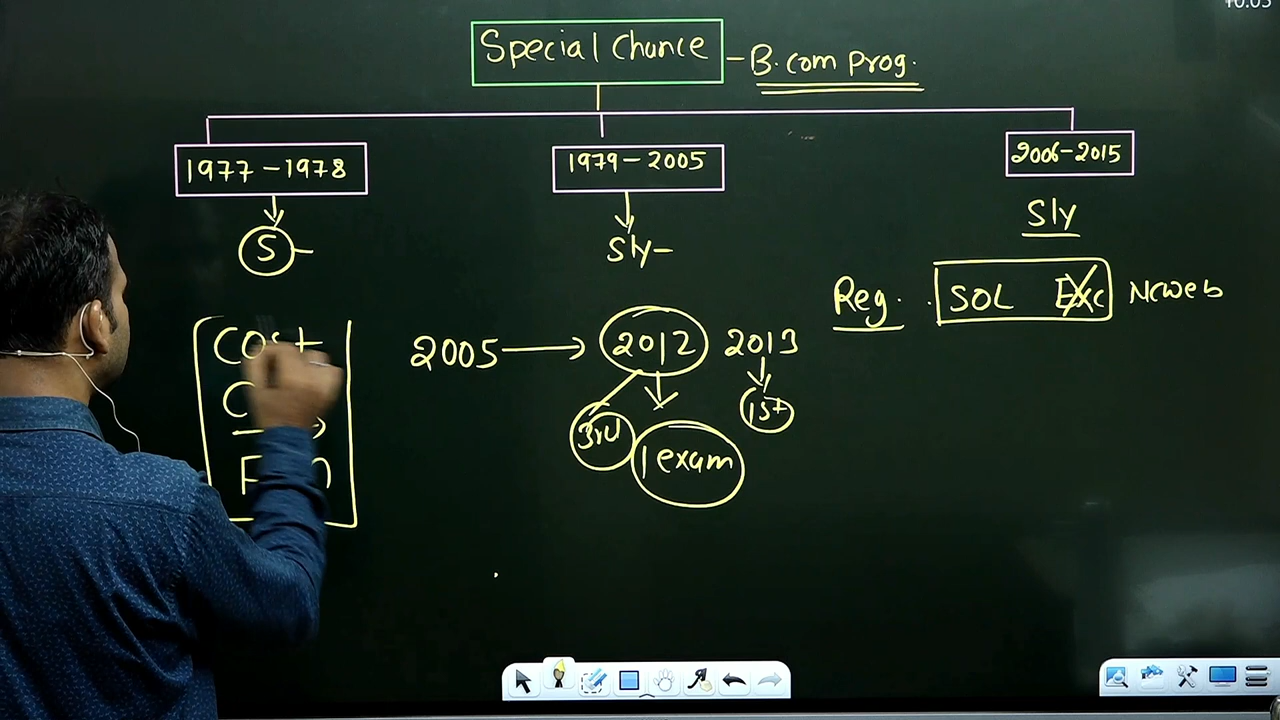 Special Chance - B.com Prog.
1977-1978
1979-2005
2006-2015
S -
Sly -
Sly
Reg. SOL Exc NCWEB
Cost
2005 → 2012 2013
3rd
1 exam
1st